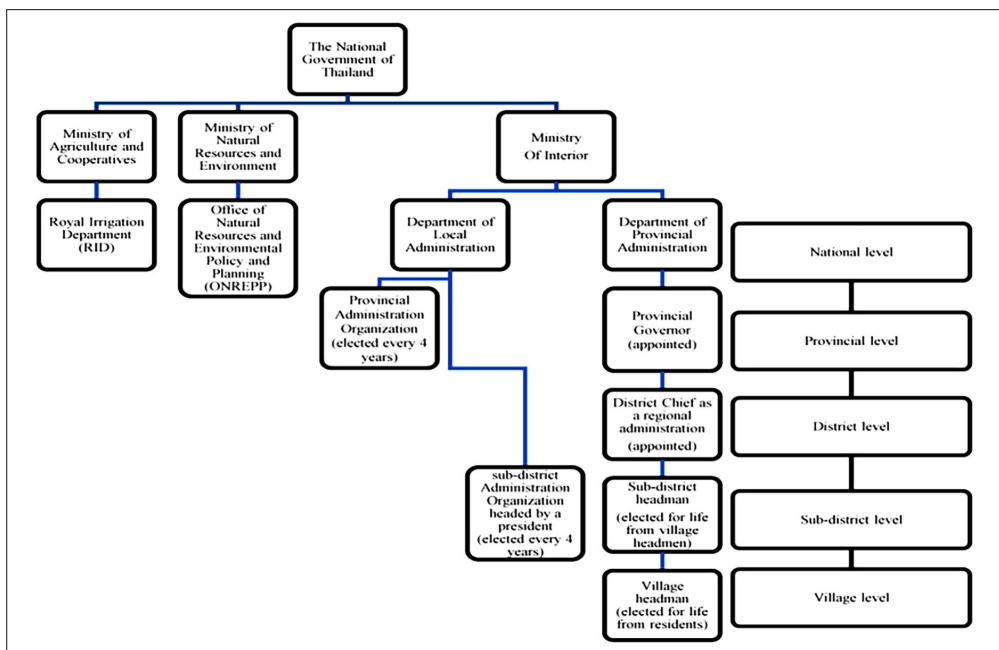 The National
Government of
Thailand
Ministry of
Agriculture and
Cooperatives
Ministry of
Natural
Resources and
Environment
Ministry
Of Interior
Royal Irrigation
Department
(RID)
Office of
Natural
Resources and
Environmental
Policy and
Planning
(ONREPP)
Department of
Local
Administration
Department of
Provincial
Administration
National level
Provincial
Administration
Organization
(elected every 4
years)
Provincial
Governor
(appointed)
Provincial level
District Chief as
a regional
administration
(appointed)
District level
sub-district
Administration
Organization
headed by a
president
(elected every 4
years)
Sub-district
headman
(elected for life
from village
headmen)
Sub-district level
Village
headman
(elected for life
from residents)
Village level